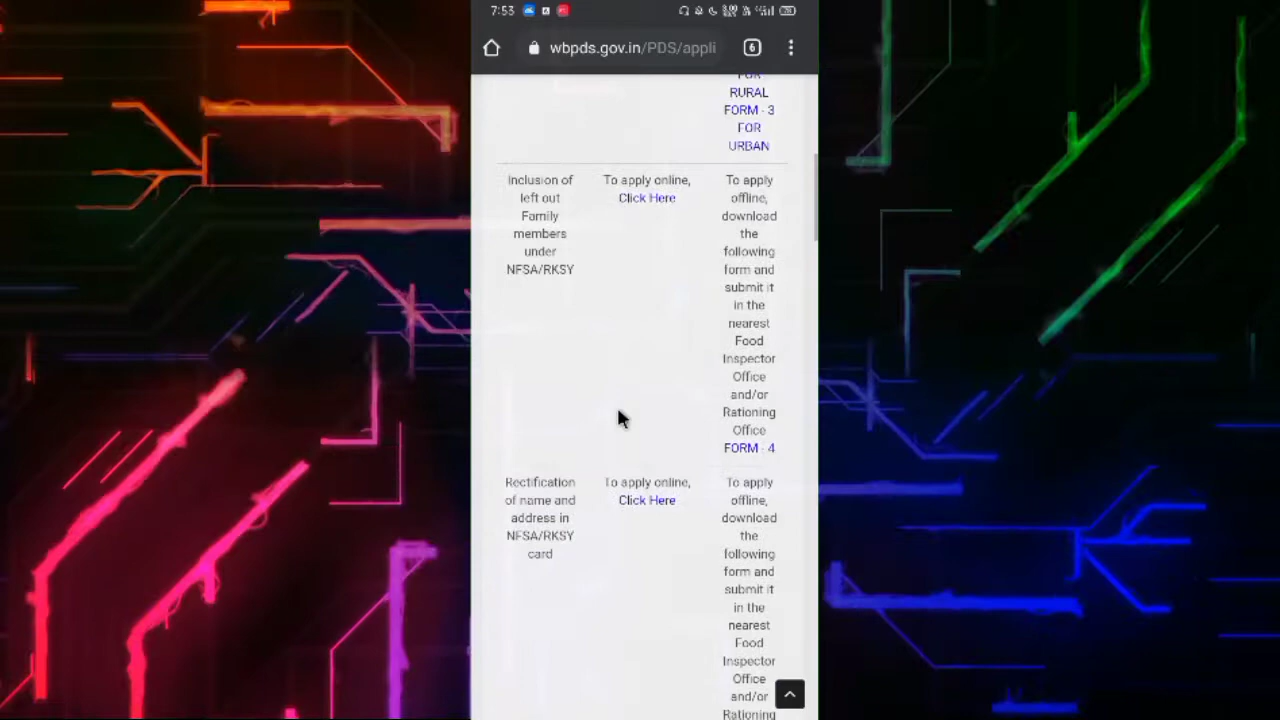 7:53
wbpds.gov.in/PDS/appli
6
FOR
RURAL
FORM - 3
FOR
URBAN
Inclusion of
left out
Family
members
under
NFSA/RKSY
To apply online,
Click Here
To apply
offline,
download
the
following
form and
submit it
in the
nearest
Food
Inspector
Office
and/or
Rationing
Office
FORM - 4
Rectification
of name and
address in
NFSA/RKSY
card
To apply online,
Click Here
To apply
offline,
download
the
following
form and
submit it
in the
nearest
Food
Inspector
Office
and/or
Rationing